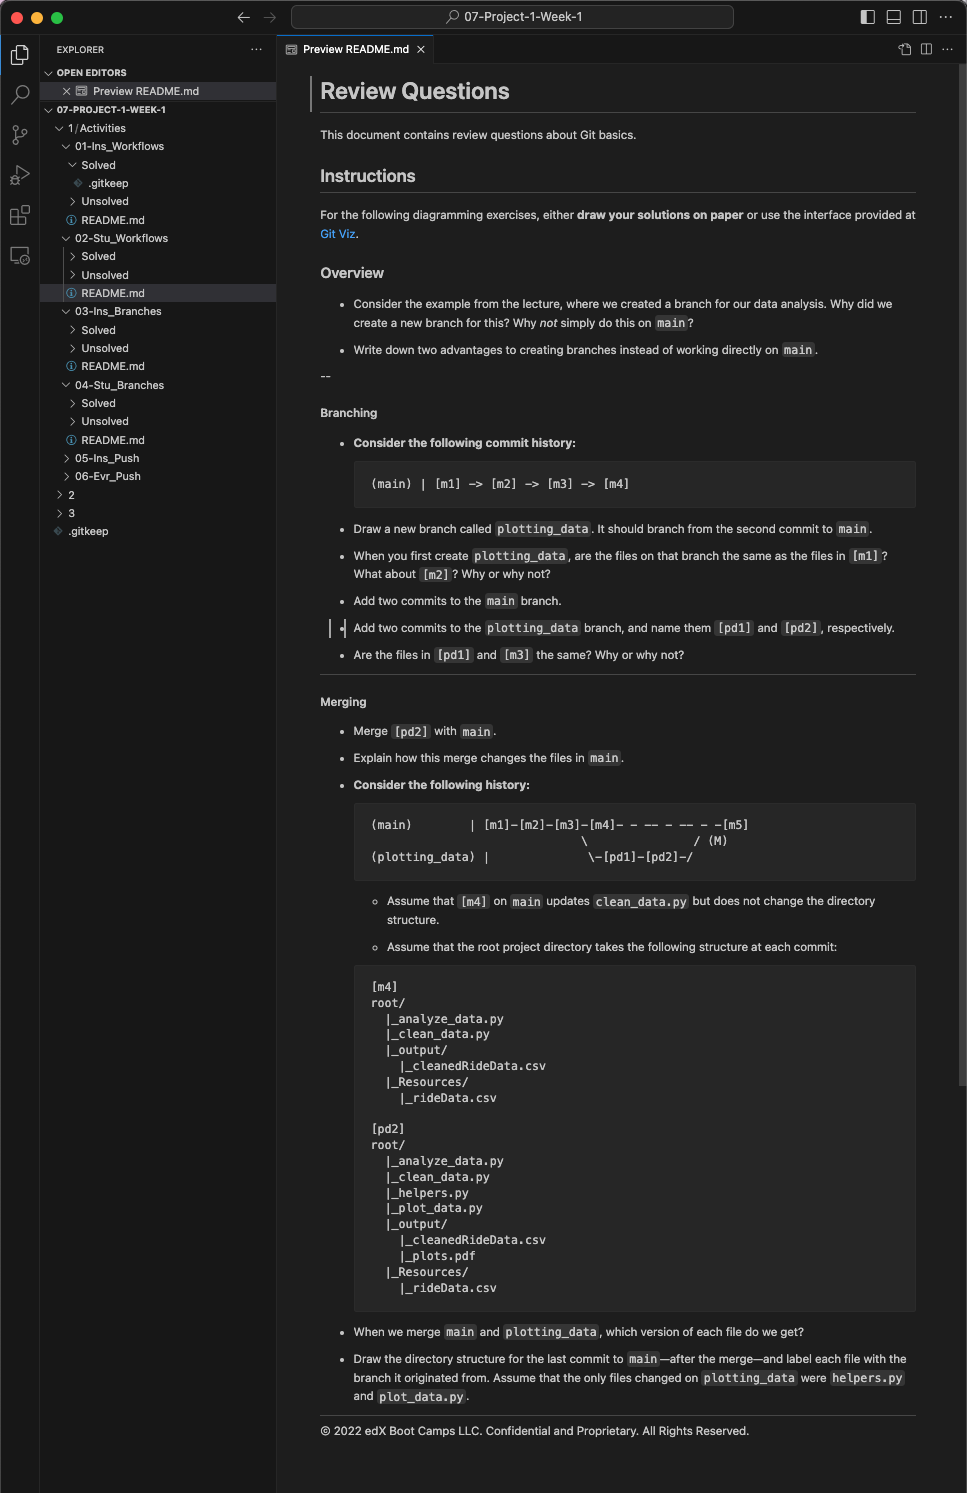 07-Project-1-Week-1
EXPLORER
OPEN EDITORS
Preview README.md
07-PROJECT-1-WEEK-1
1/Activities
01-Ins_Workflows
Solved
.gitkeep
Unsolved
README.md
02-Stu_Workflows
Solved
Unsolved
README.md
03-Ins_Branches
Solved
Unsolved
README.md
04-Stu_Branches
Solved
Unsolved
README.md
05-Ins_Push
06-Evr_Push
2
3
.gitkeep
Preview README.md
Review Questions
This document contains review questions about Git basics.
Instructions
For the following diagramming exercises, either draw your solutions on paper or use the interface provided at
Git Viz.
Overview
• Consider the example from the lecture, where we created a branch for our data analysis. Why did we
create a new branch for this? Why not simply do this on main?
• Write down two advantages to creating branches instead of working directly on main.
--
Branching
• Consider the following commit history:
(main) | [m1] -> [m2] -> [m3] -> [m4]
• Draw a new branch called plotting_data. It should branch from the second commit to main.
• When you first create plotting_data, are the files on that branch the same as the files in [m1]?
What about [m2]? Why or why not?
• Add two commits to the main branch.
• Add two commits to the plotting_data branch, and name them [pd1] and [pd2], respectively.
• Are the files in [pd1] and [m3] the same? Why or why not?
Merging
• Merge [pd2] with main.
• Explain how this merge changes the files in main.
• Consider the following history:
(main)        | [m1]-[m2]-[m3]-[m4]- - -- - -- - -[m5]
\               / (M)
(plotting_data) |              \-[pd1]-[pd2]-/
◦ Assume that [m4] on main updates clean_data.py but does not change the directory
structure.
◦ Assume that the root project directory takes the following structure at each commit:
[m4]
root/
|_analyze_data.py
|_clean_data.py
|_output/
|_cleanedRideData.csv
|_Resources/
|_rideData.csv
[pd2]
root/
|_analyze_data.py
|_clean_data.py
|_helpers.py
|_plot_data.py
|_output/
|_cleanedRideData.csv
|_plots.pdf
|_Resources/
|_rideData.csv
• When we merge main and plotting_data, which version of each file do we get?
• Draw the directory structure for the last commit to main—after the merge—and label each file with the
branch it originated from. Assume that the only files changed on plotting_data were helpers.py
and plot_data.py.
© 2022 edX Boot Camps LLC. Confidential and Proprietary. All Rights Reserved.